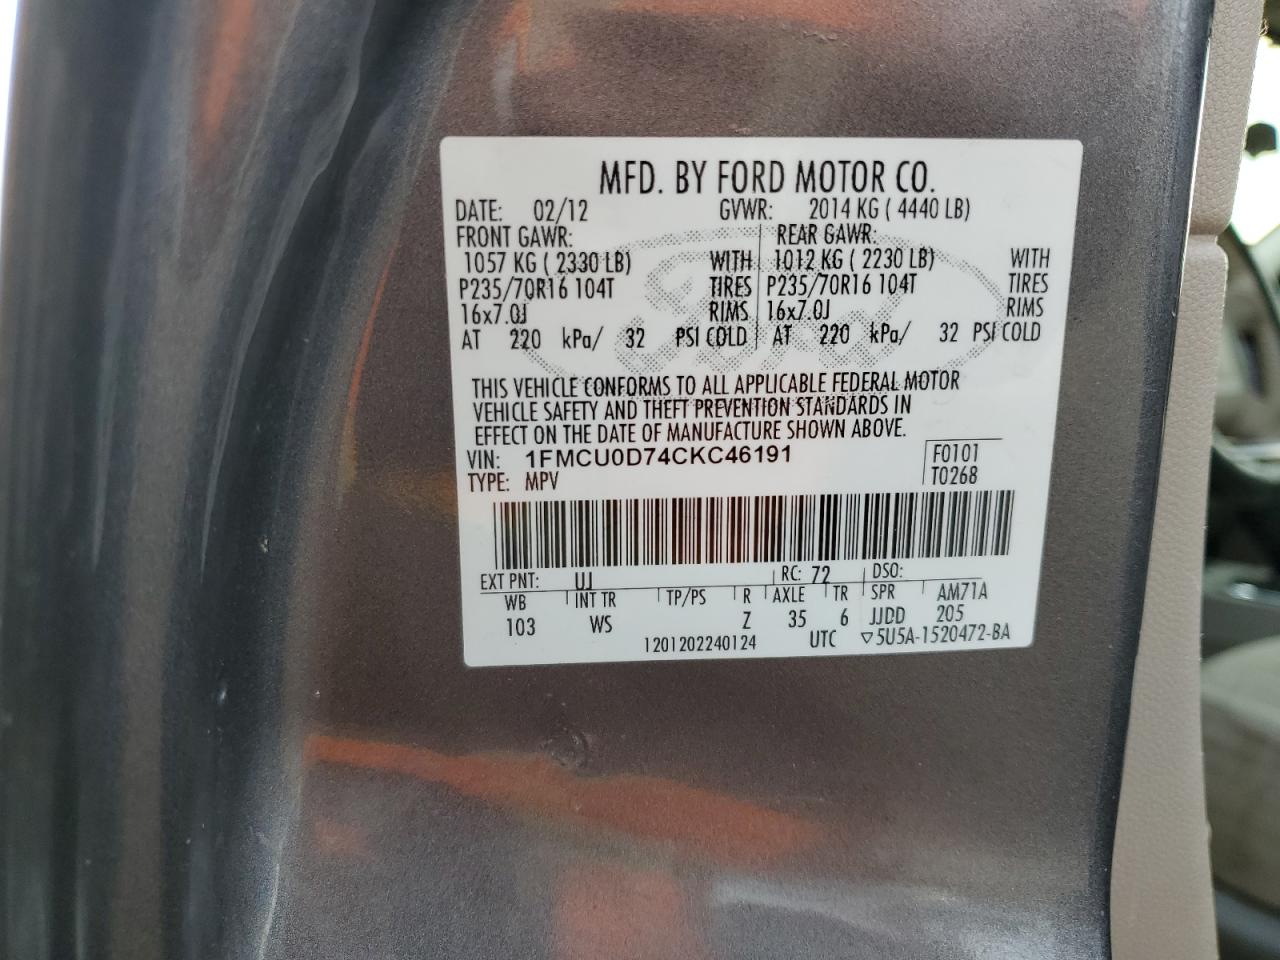 MFD. BY FORD MOTOR CO.
DATE: 02/12 GVWR: 2014 KG ( 4440 LB)
FRONT GAWR: REAR GAWR:
1057 KG ( 2330 LB) WITH 1012 KG ( 2230 LB) WITH
P235/70R16 104T TIRES P235/70R16 104T TIRES
16x7.0J RIMS 16x7.0J RIMS
AT 220 kPa/ 32 PSI COLD AT 220 kPa/ 32 PSI COLD
Ford
THIS VEHICLE CONFORMS TO ALL APPLICABLE FEDERAL MOTOR
VEHICLE SAFETY AND THEFT PREVENTION STANDARDS IN
EFFECT ON THE DATE OF MANUFACTURE SHOWN ABOVE.
VIN: 1FMCU0D74CKC46191 F0101
TYPE: MPV T0268
EXT PNT: UJ RC: 72 DSO:
WB INT TR TP/PS R AXLE TR SPR AM71A
103 WS Z 35 6 JJDD 205
1201202240124 UTC ▽5U5A-1520472-BA